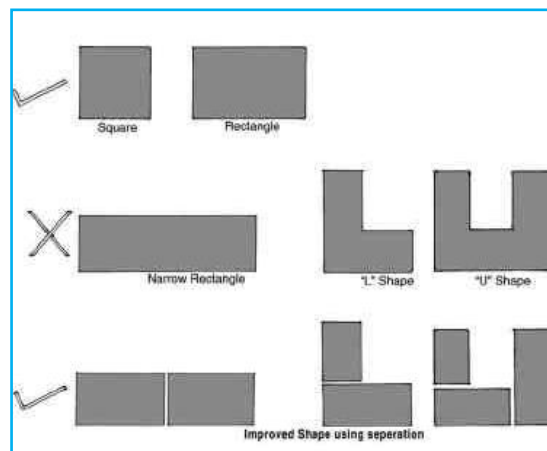 Square
Rectangle
Narrow Rectangle
"L" Shape
"U" Shape
Improved Shape using seperation